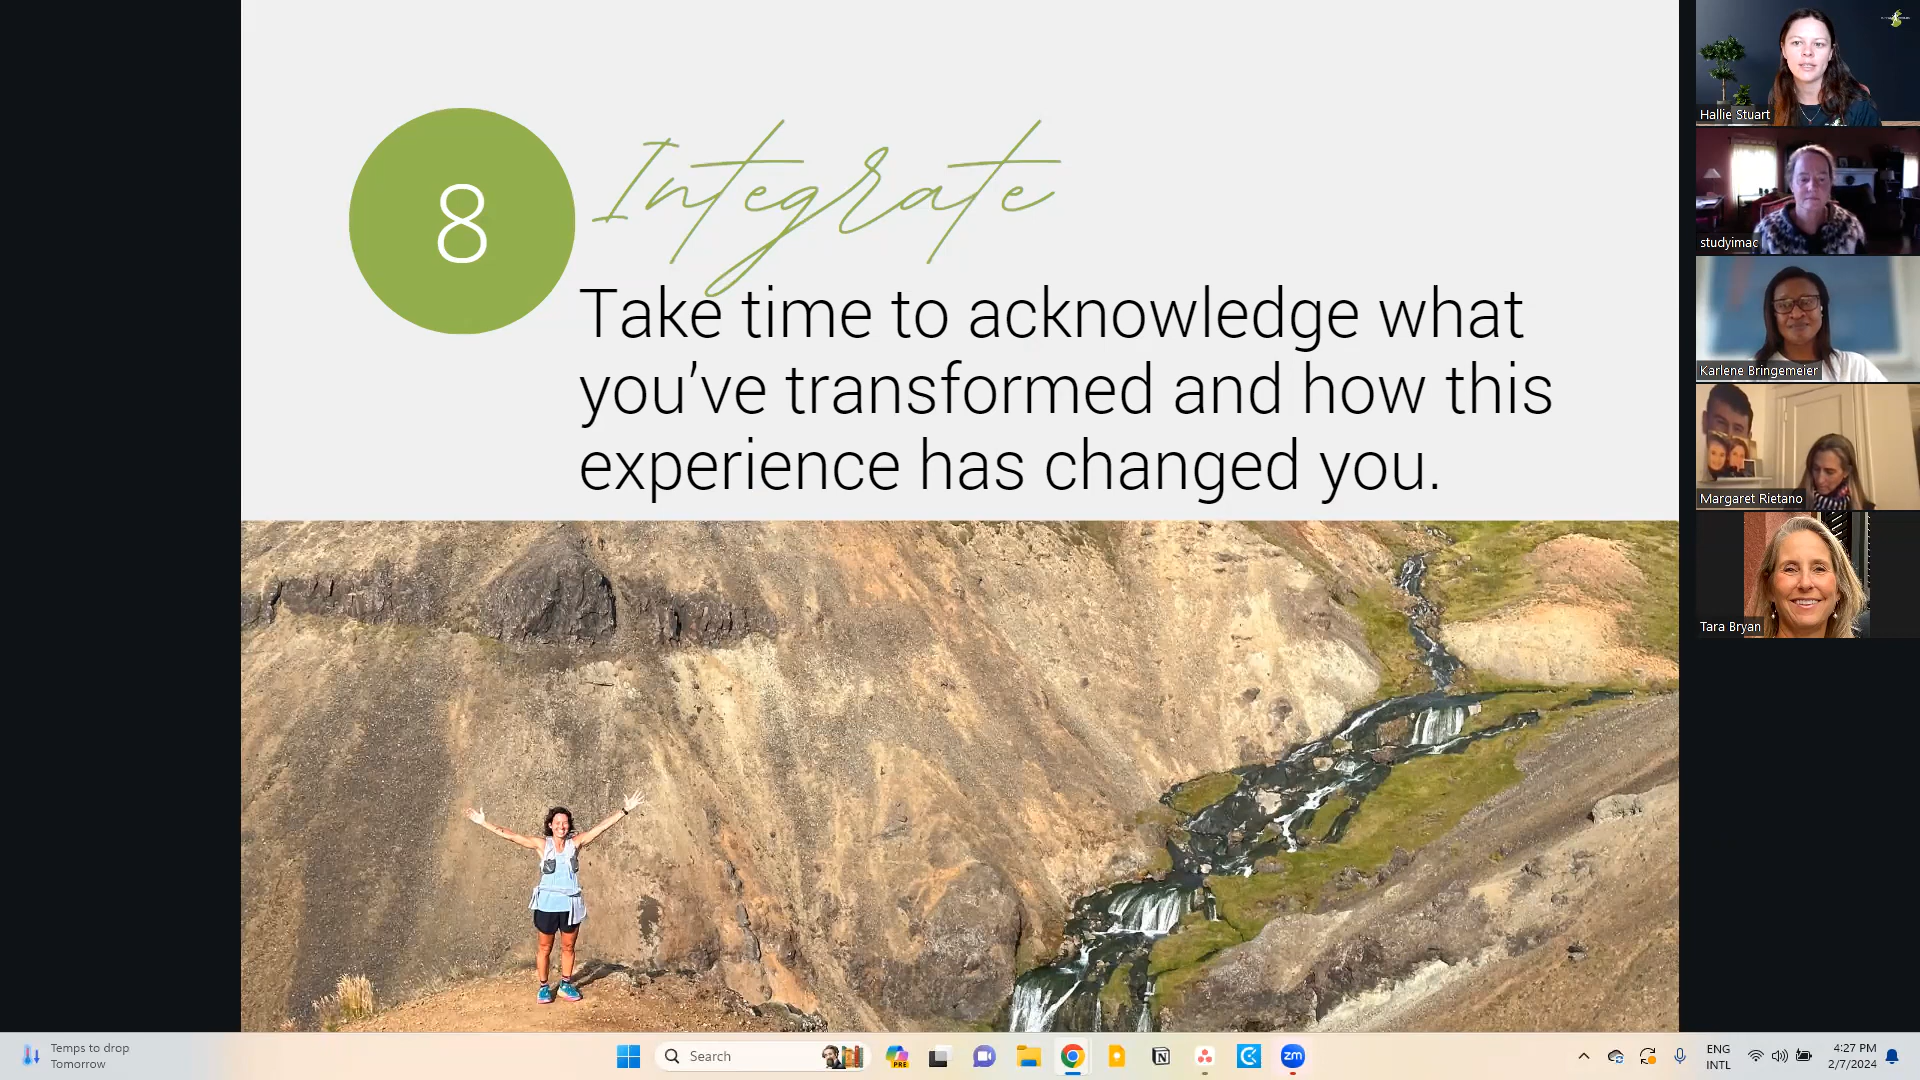 8
Integrate
Take time to acknowledge what
you’ve transformed and how this
experience has changed you.
Hallie Stuart
studyimac
Karlene Bringemeier
Margaret Rietano
Tara Bryan
Temps to drop
Tomorrow
Search
PRE
zm
ENG
INTL
4:27 PM
2/7/2024